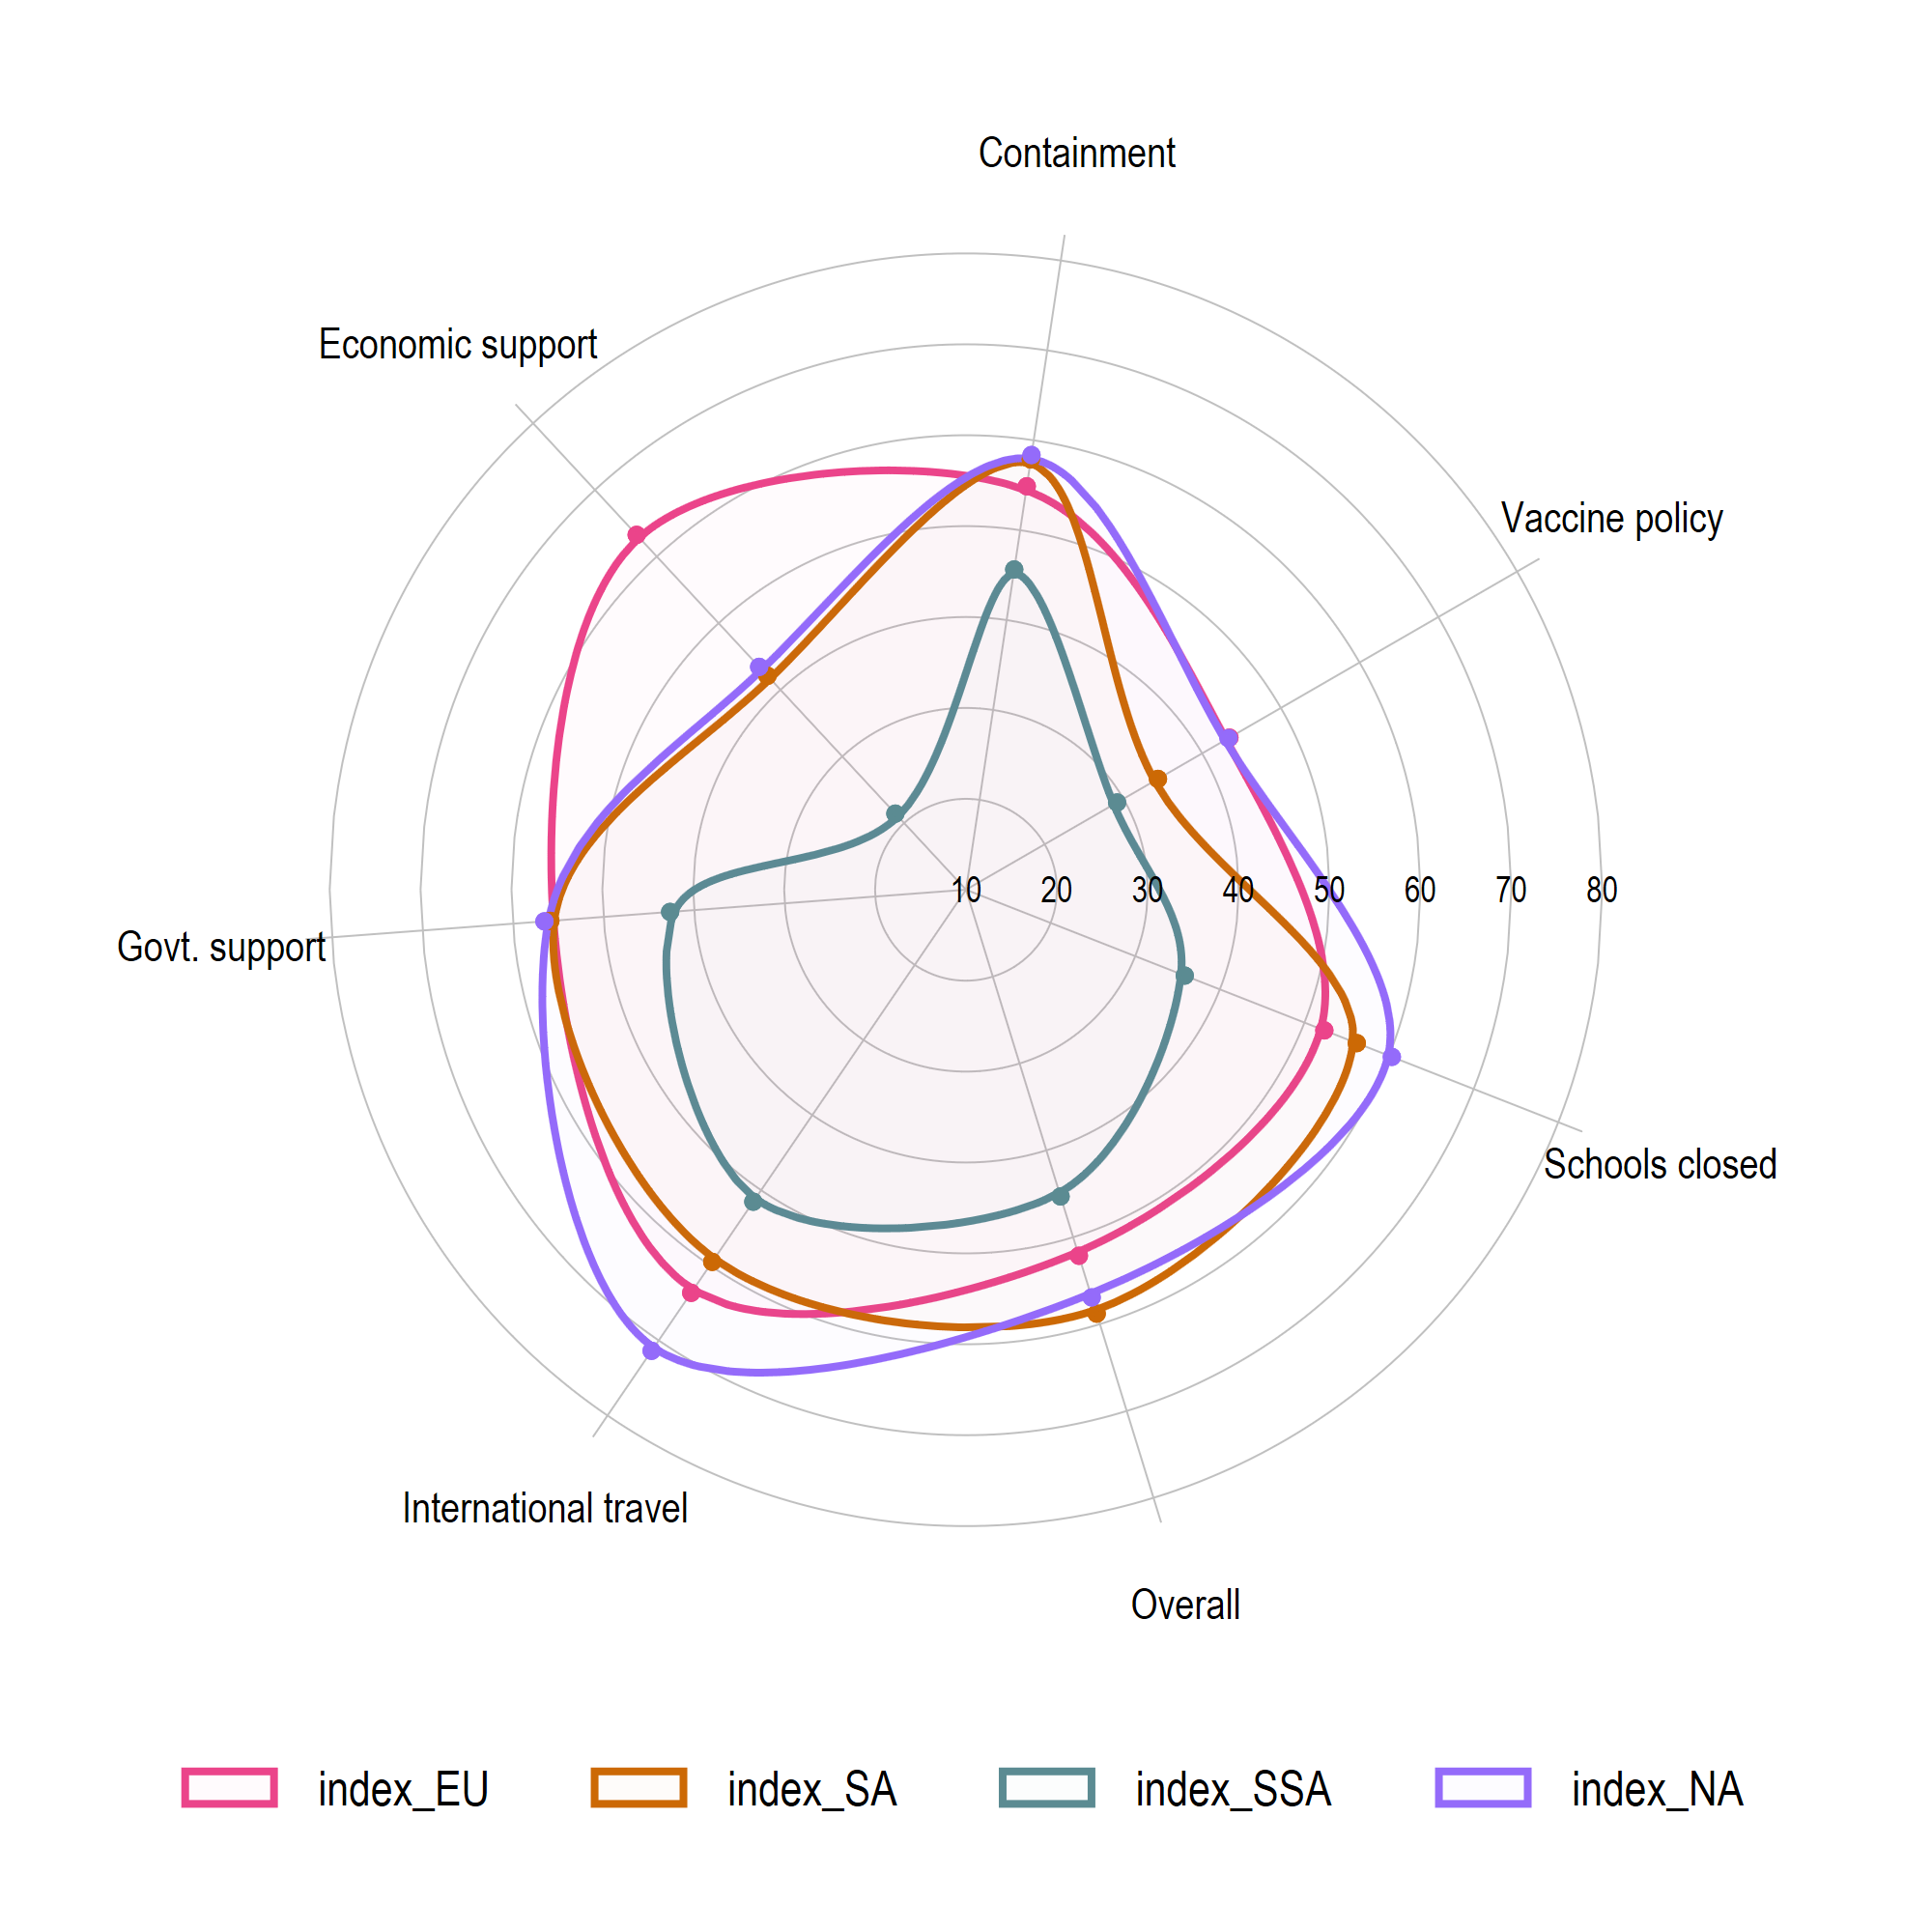 Containment
Economic support
Vaccine policy
10 20 30 40 50 60 70 80
Govt. support
Schools closed
International travel
Overall
index_EU index_SA index_SSA index_NA